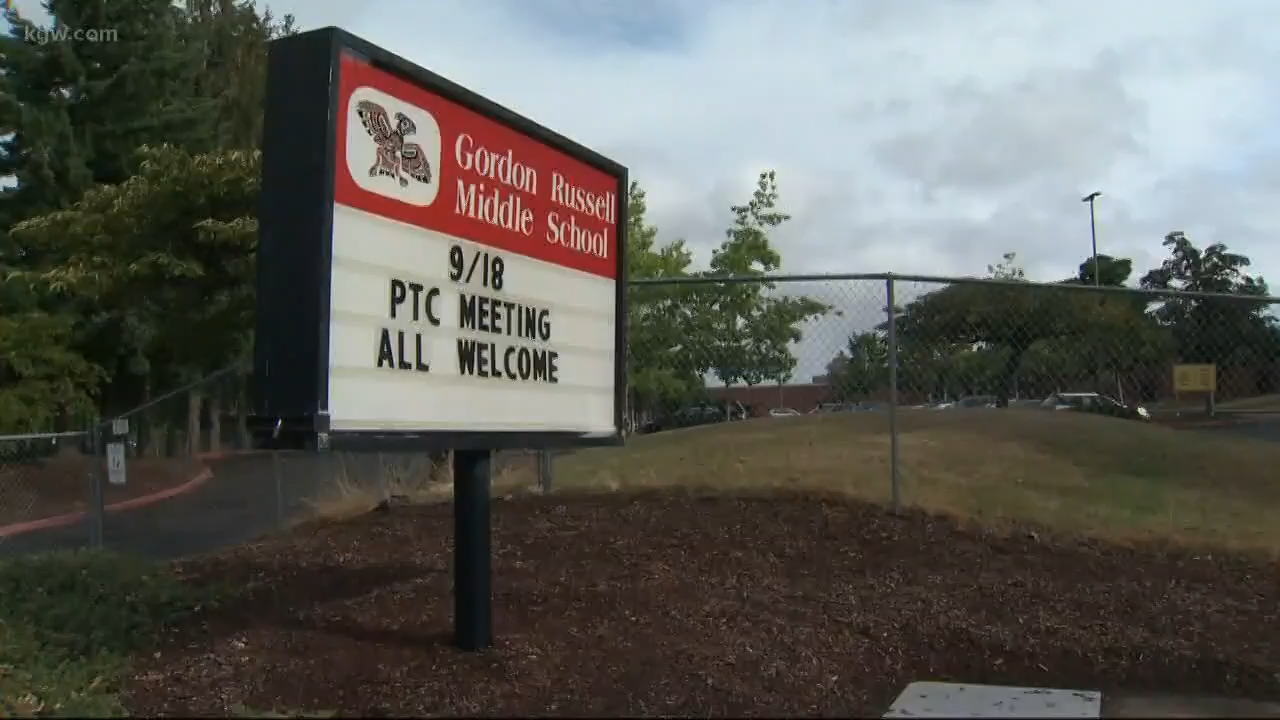 kgw.com
Gordon Russell
Middle School
9/18
PTC MEETING
ALL WELCOME